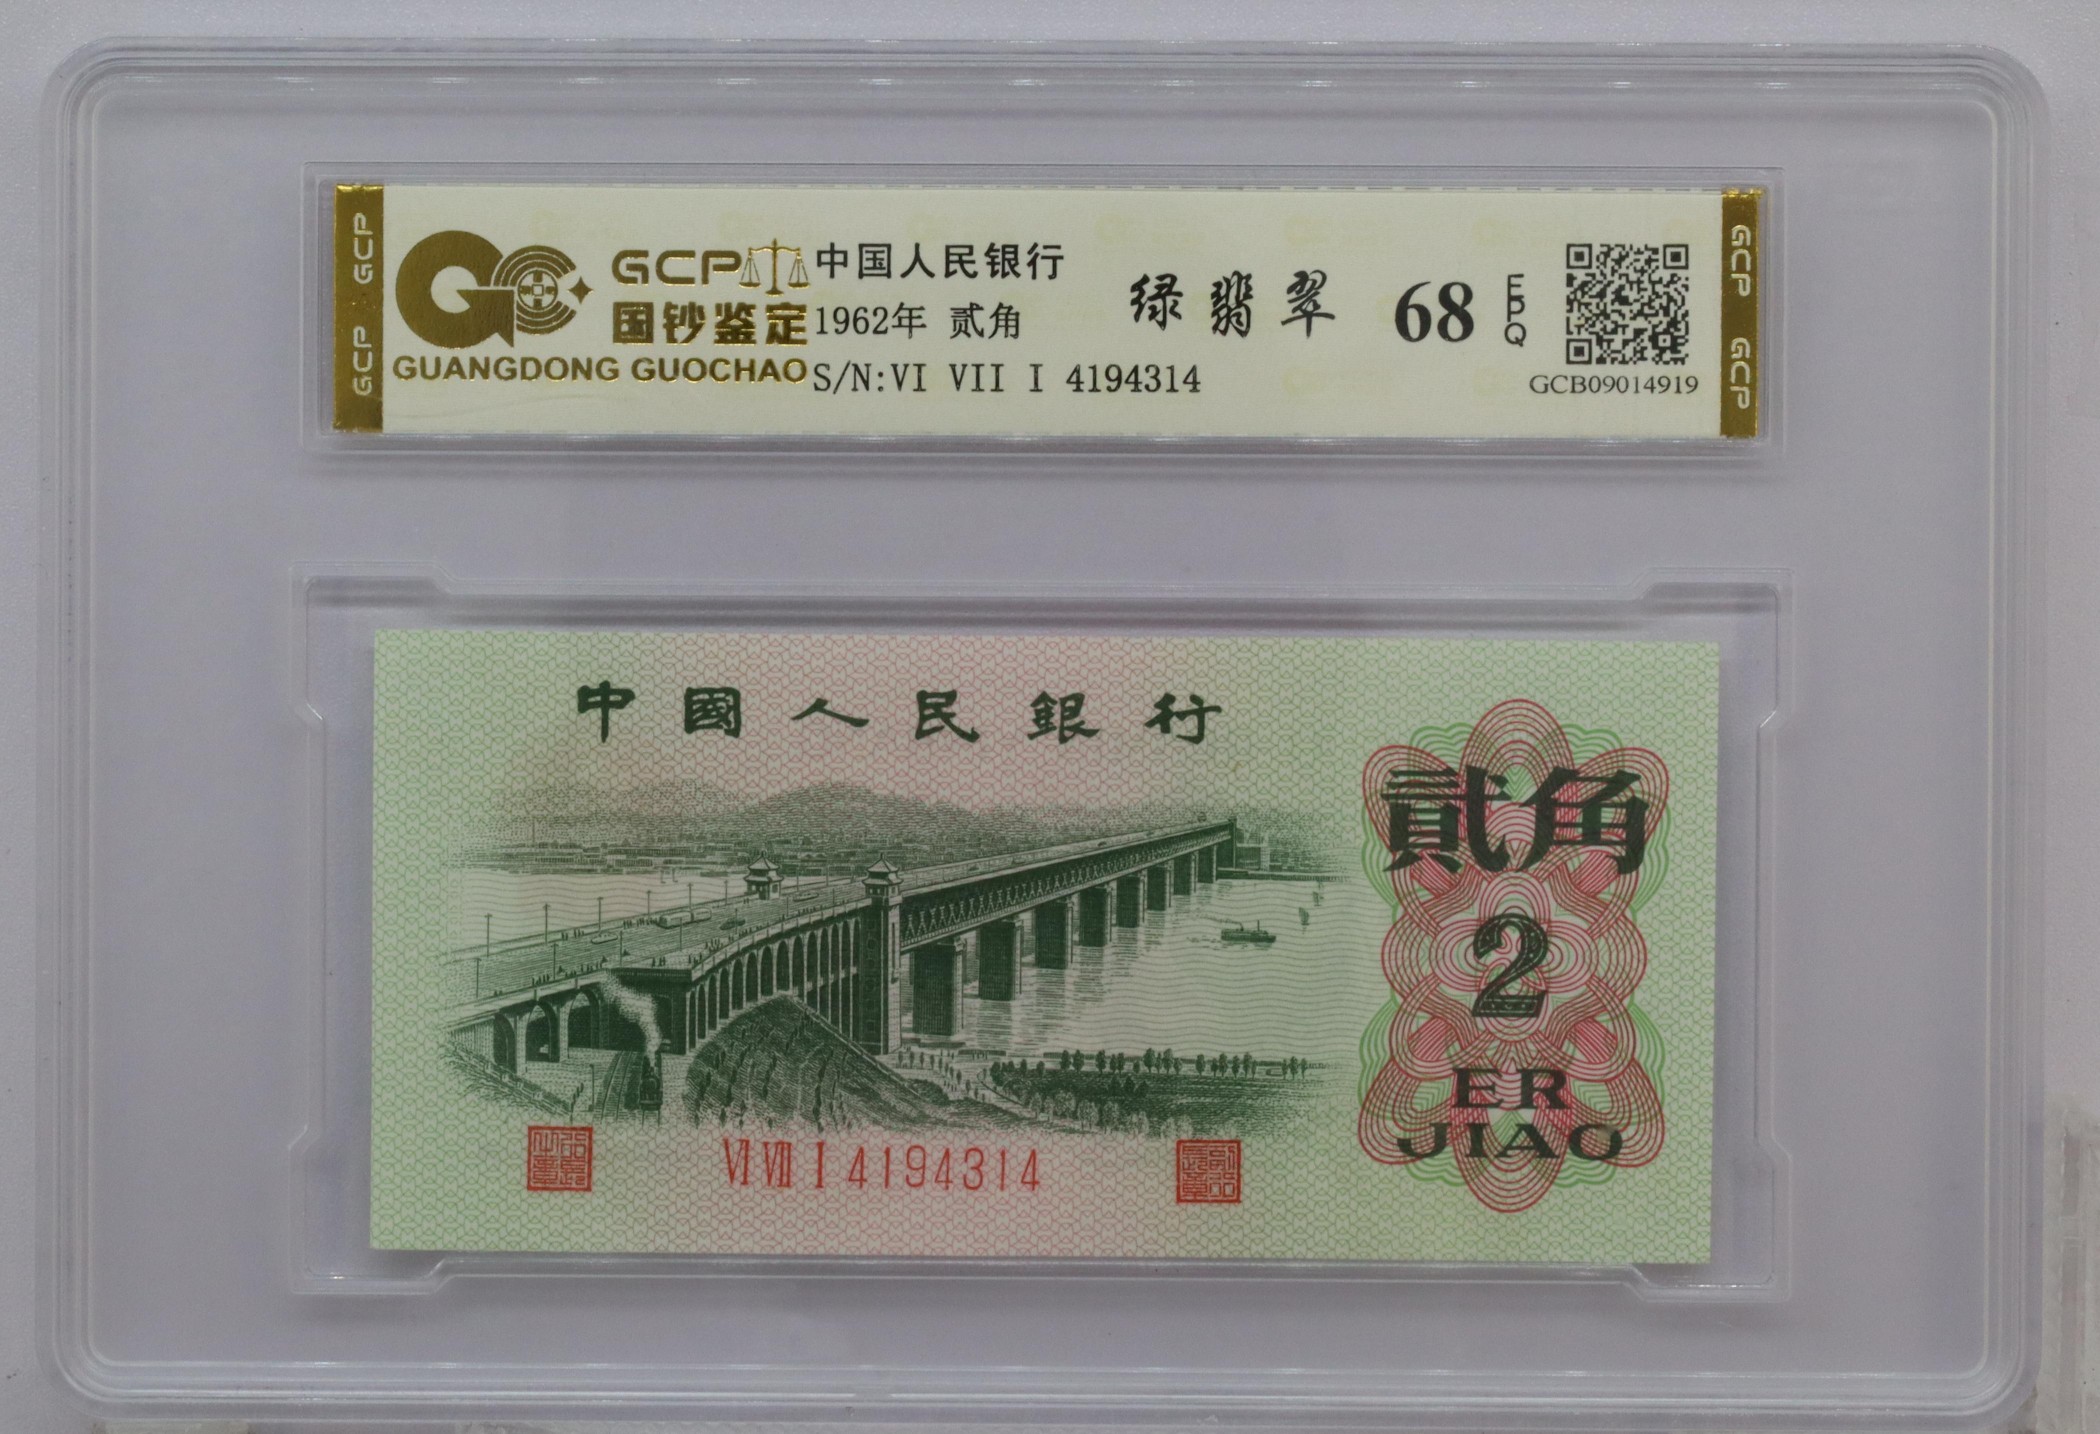 GCP GCP
GCP
国钞鉴定
GUANGDONG GUOCHAO
中国人民银行
1962年 贰角
S/N:VI VII I 4194314
绿翡翠
68
EPQ
GCB09014919
GCP GCP
中國人民銀行
貳角
2
ER
JIAO
VI VII I 4194314